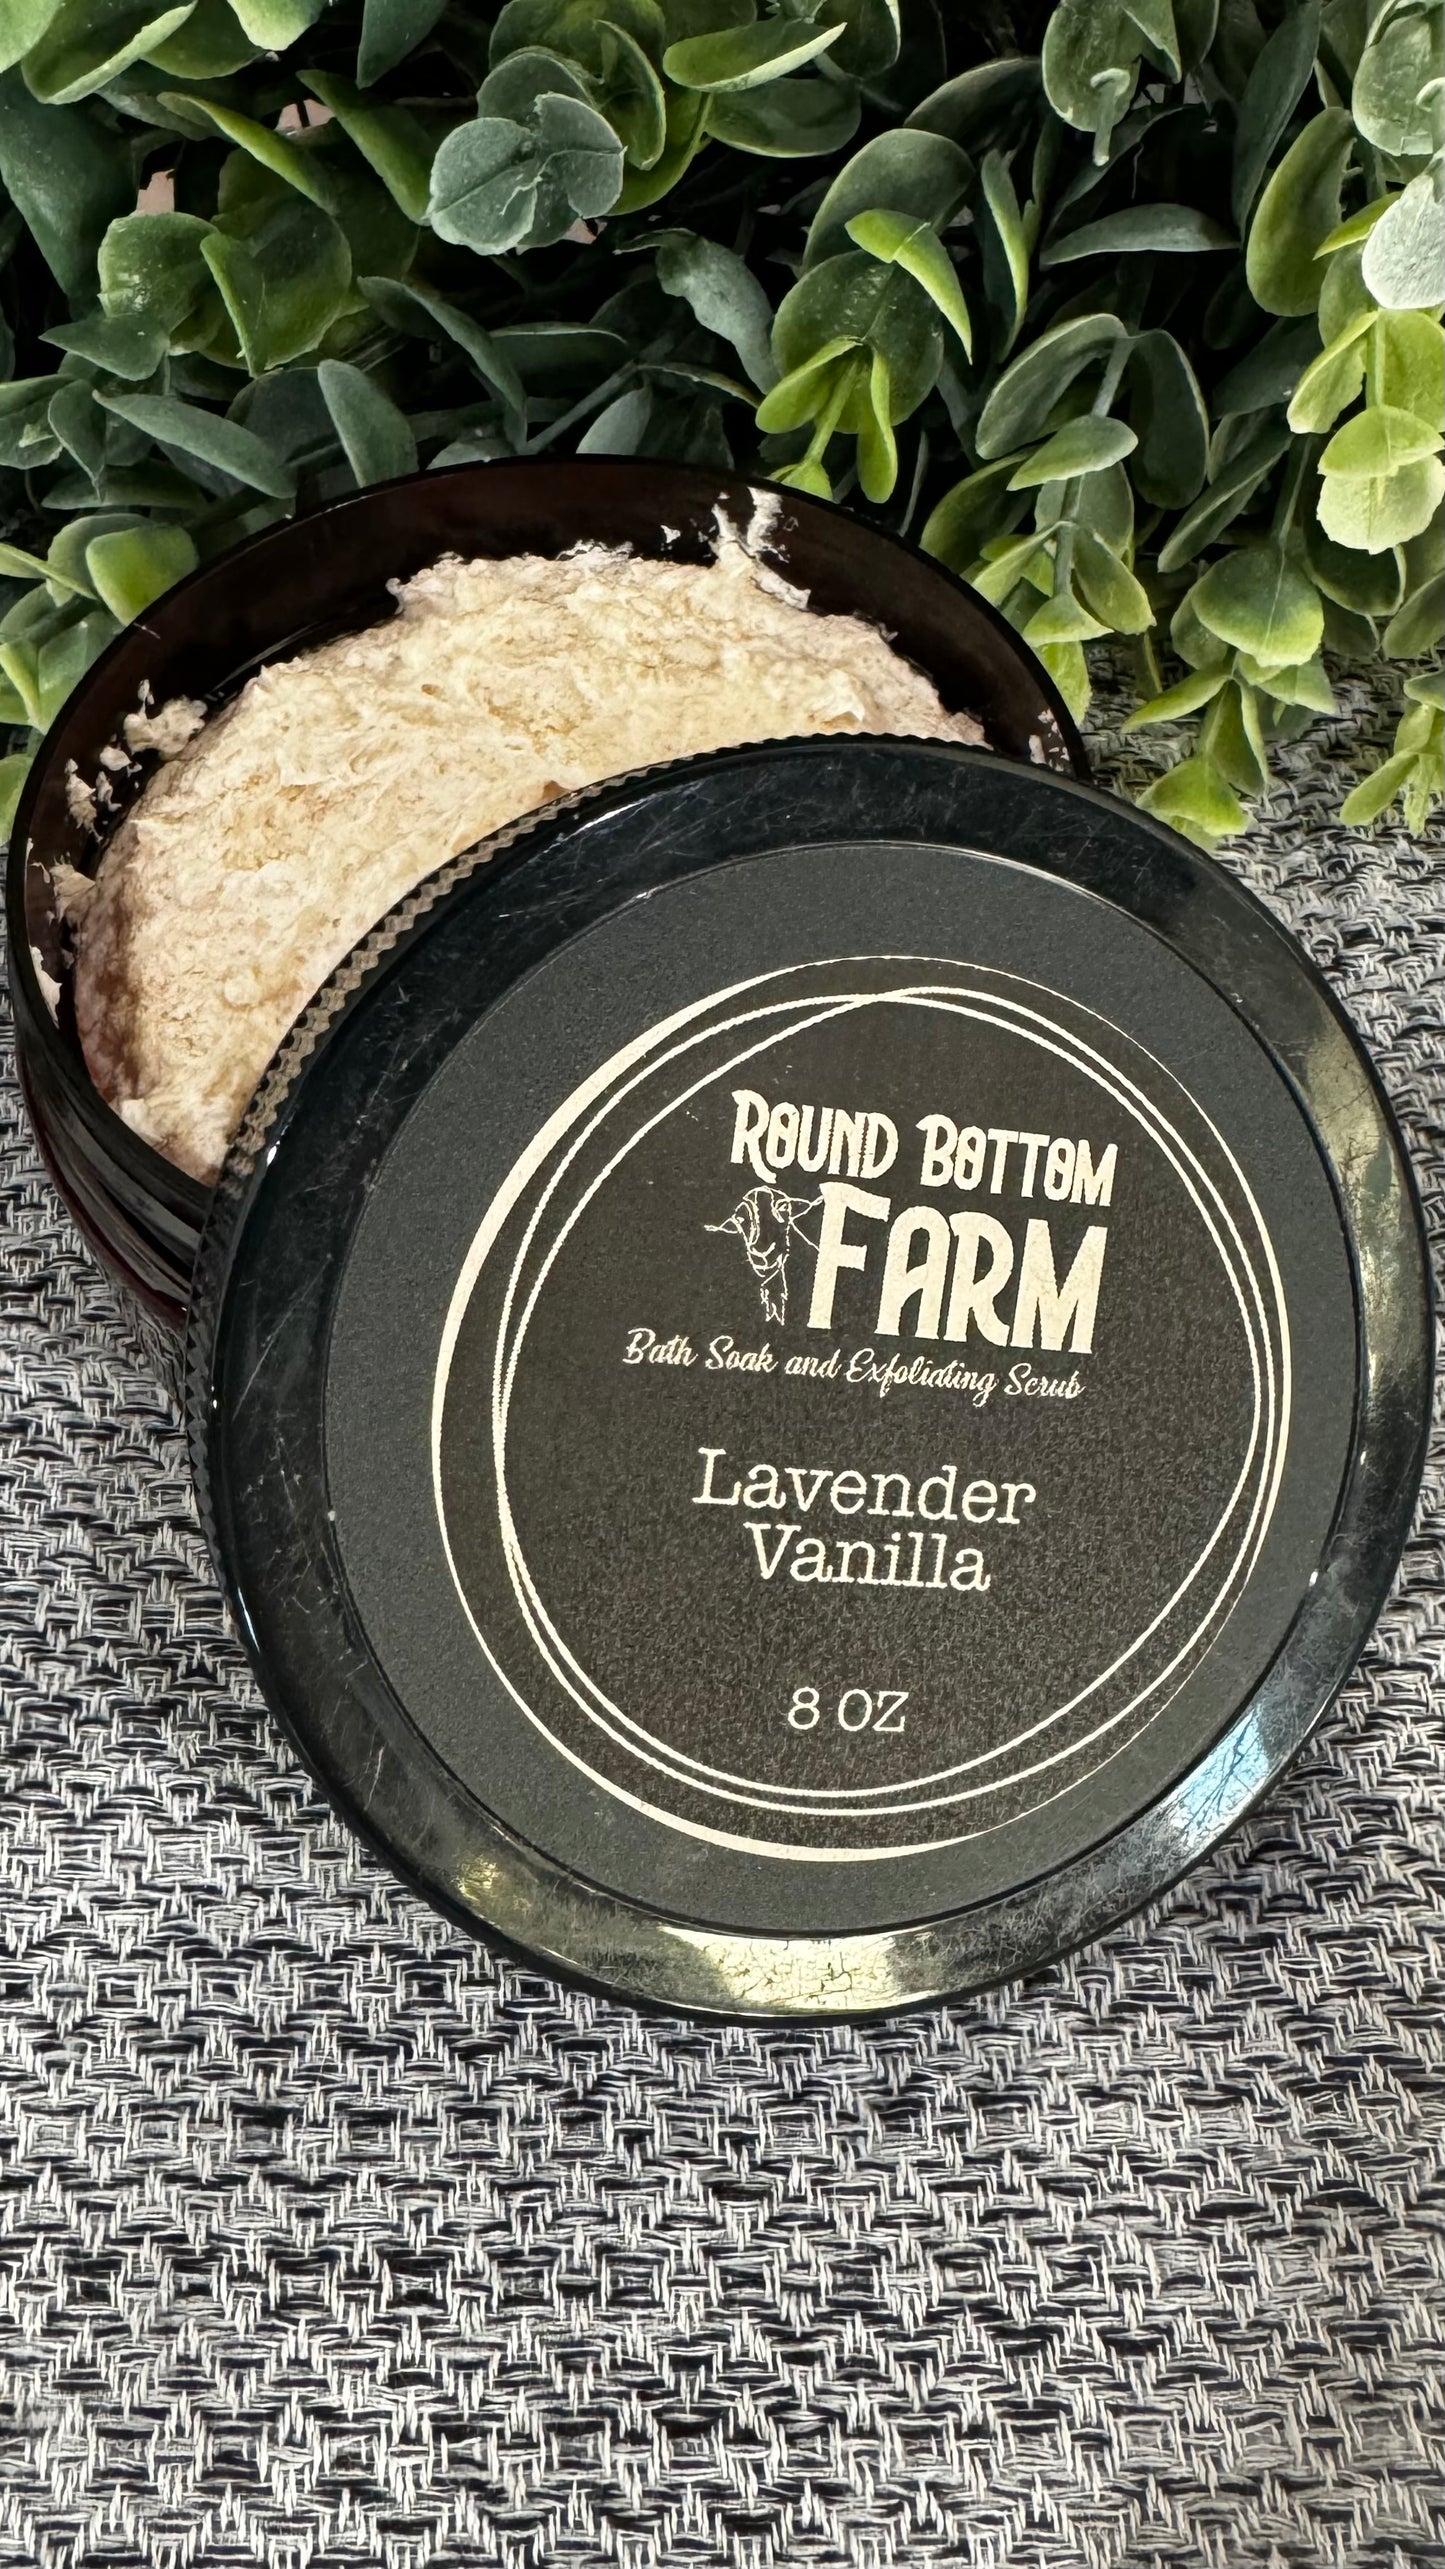 ROUND BOTTOM
FARM
Bath Soak and Exfoliating Scrub
Lavender
Vanilla
8 OZ